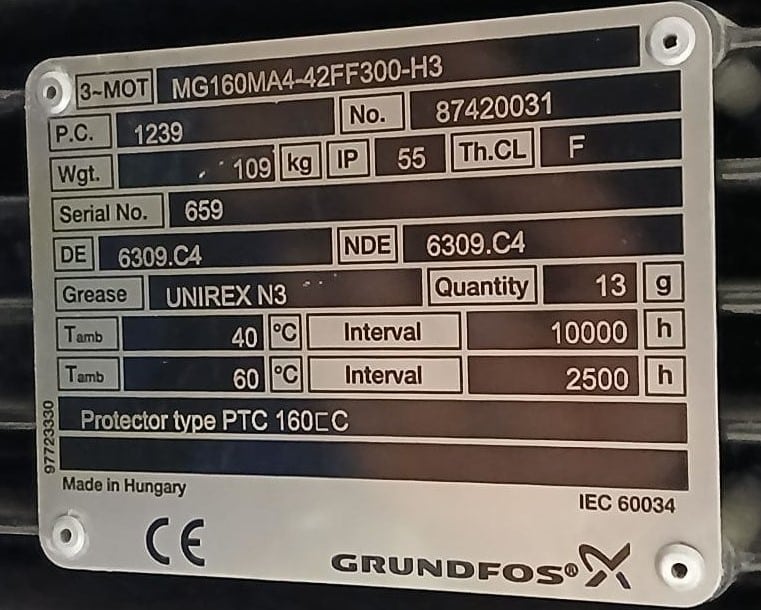 3~MOT MG160MA4-42FF300-H3
P.C. 1239 No. 87420031
Wgt. 109 kg IP 55 Th.CL F
Serial No. 659
DE 6309.C4 NDE 6309.C4
Grease UNIREX N3 Quantity 13 g
Tamb 40 °C Interval 10000 h
Tamb 60 °C Interval 2500 h
Protector type PTC 160□C
97723330
Made in Hungary
IEC 60034
CE
GRUNDFOS®